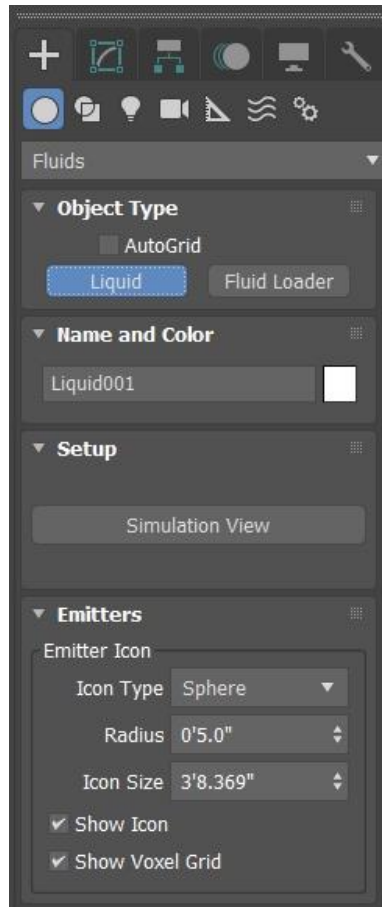 Fluids
Object Type
AutoGrid
Liquid Fluid Loader
Name and Color
Liquid001
Setup
Simulation View
Emitters
Emitter Icon
Icon Type Sphere
Radius 0'5.0"
Icon Size 3'8.369"
Show Icon
Show Voxel Grid